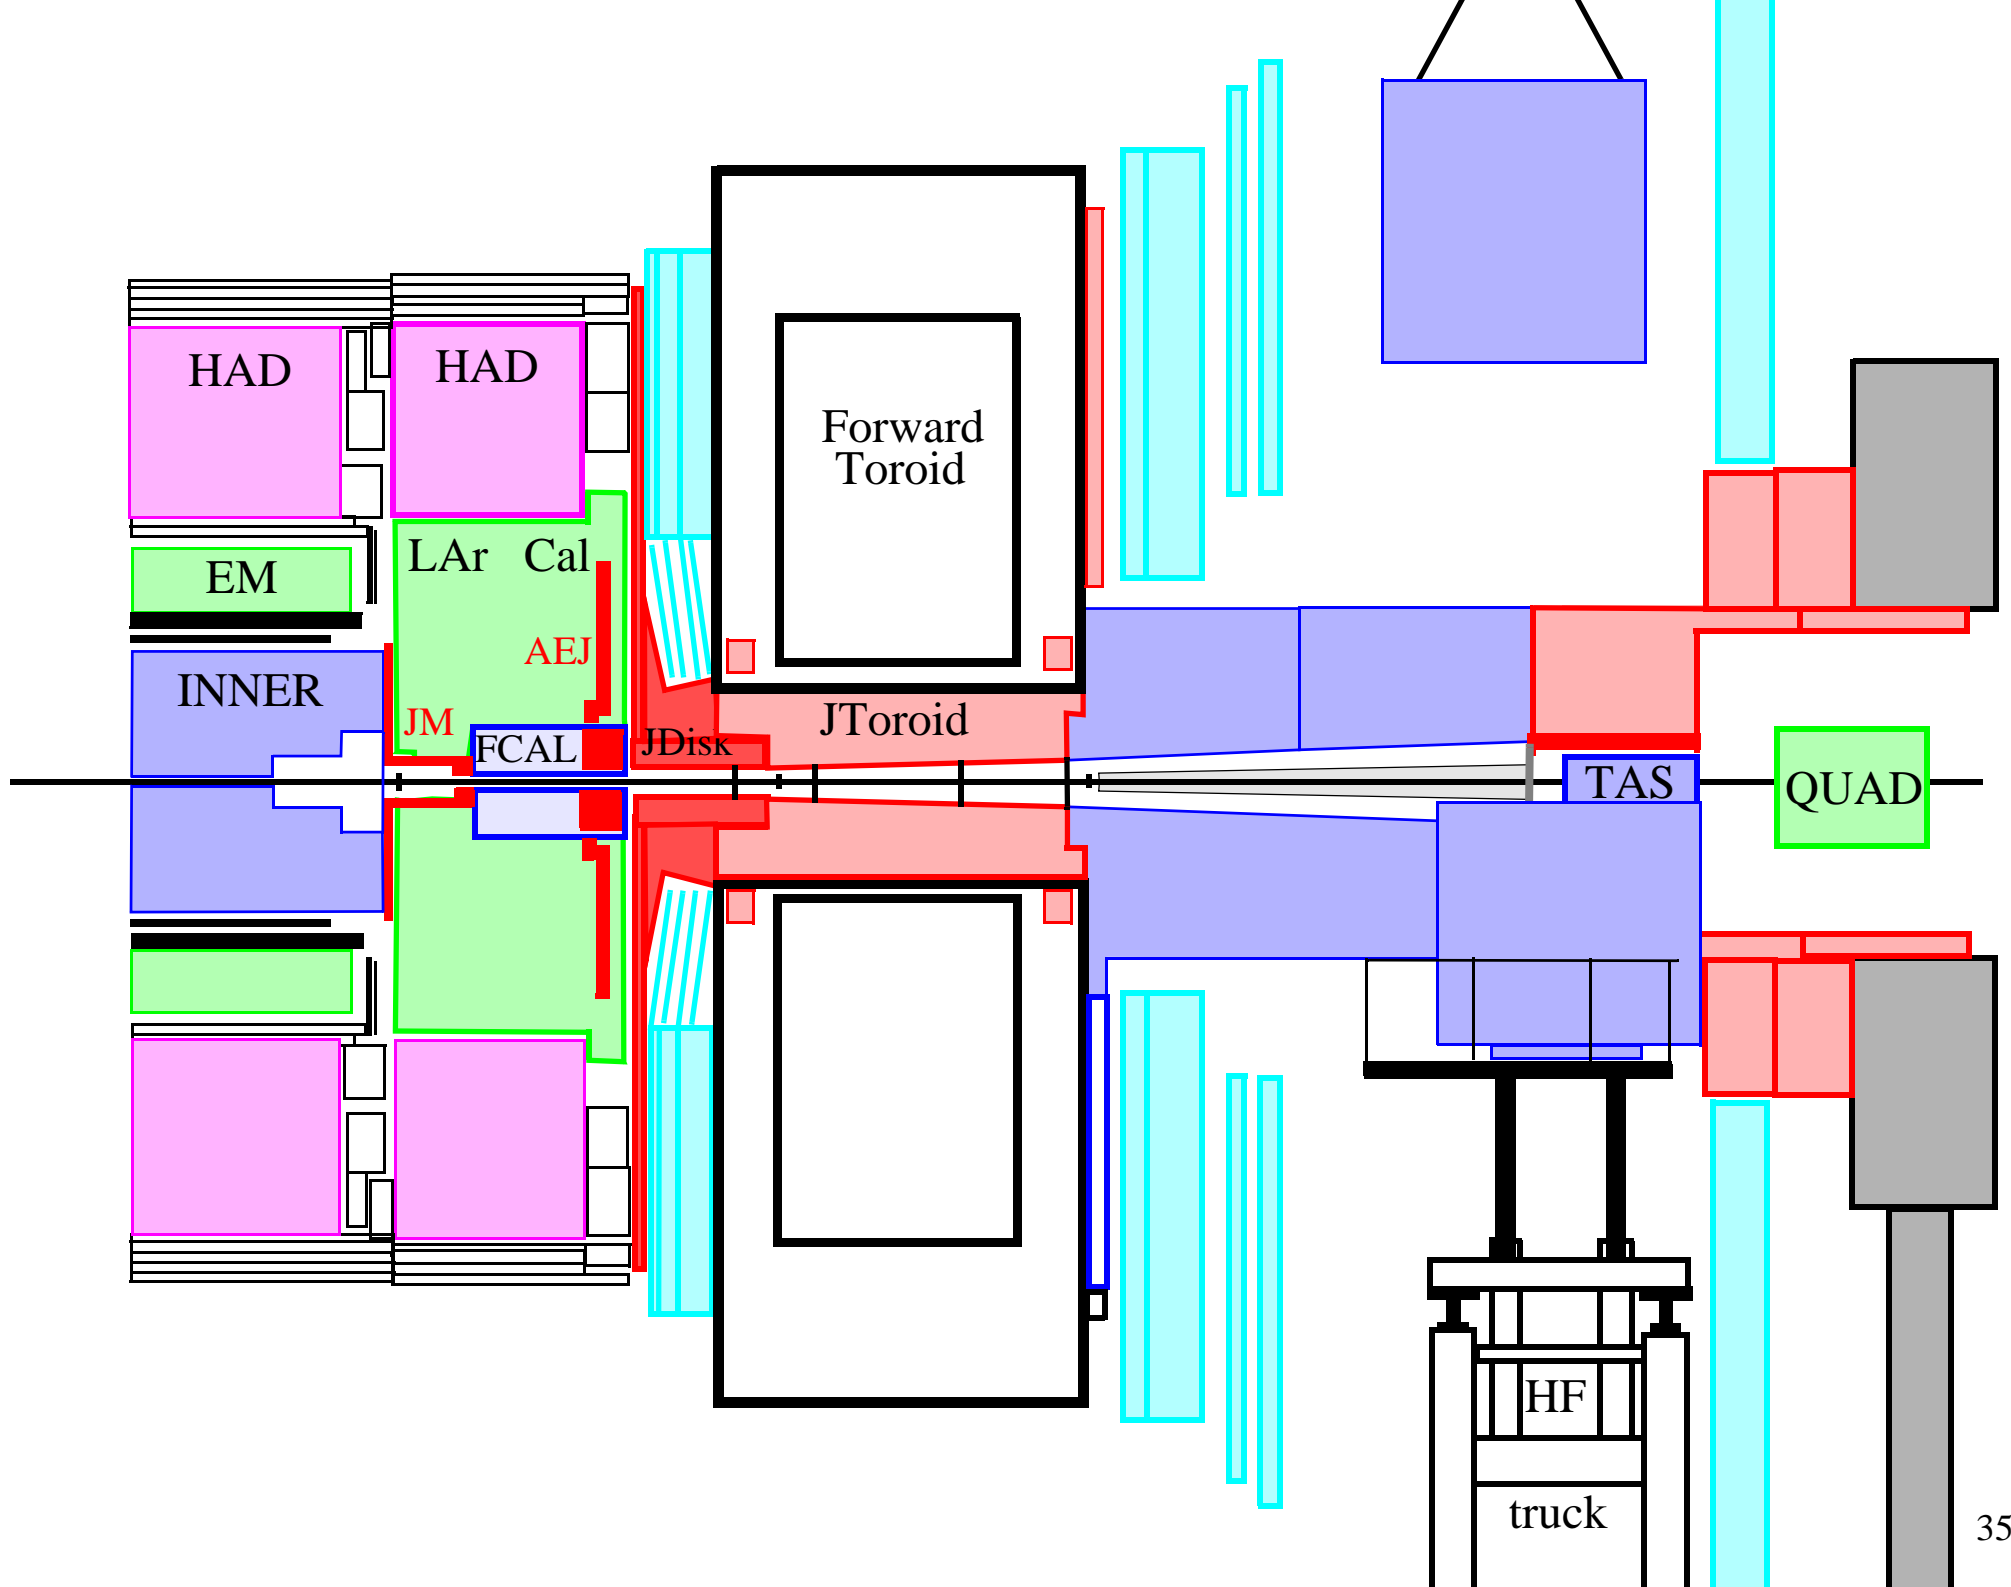 HAD
HAD
Forward
Toroid
LAr Cal
EM
AEJ
INNER
JM
JToroid
FCAL
JDisk
TAS
QUAD
HF
truck
35